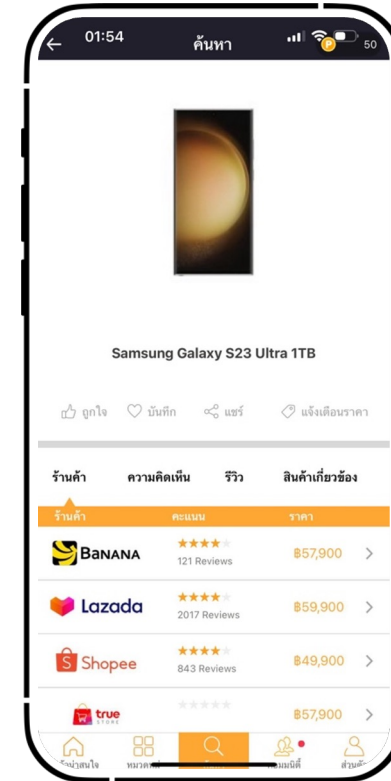 01:54
ค้นหา
P 50
Samsung Galaxy S23 Ultra 1TB
ถูกใจ บันทึก แชร์ แจ้งเตือนราคา
ร้านค้า ความคิดเห็น รีวิว สินค้าเกี่ยวข้อง
ร้านค้า คะแนน ราคา
BANANA
121 Reviews
฿57,900
Lazada
2017 Reviews
฿59,900
S Shopee
843 Reviews
฿49,900
true
STORE
฿57,900